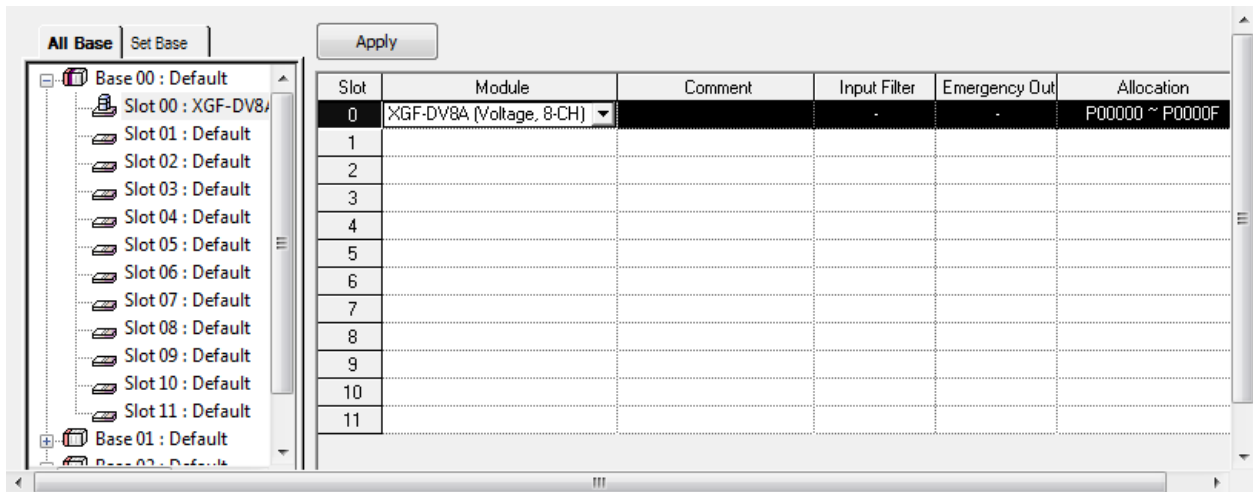 All Base Set Base
Apply
Base 00 : Default
Slot 00 : XGF-DV8A
Slot 01 : Default
Slot 02 : Default
Slot 03 : Default
Slot 04 : Default
Slot 05 : Default
Slot 06 : Default
Slot 07 : Default
Slot 08 : Default
Slot 09 : Default
Slot 10 : Default
Slot 11 : Default
Base 01 : Default
Base 02 : Default
Slot Module Comment Input Filter Emergency Out Allocation
0 XGF-DV8A (Voltage, 8-CH) - - P00000 ~ P0000F
1
2
3
4
5
6
7
8
9
10
11